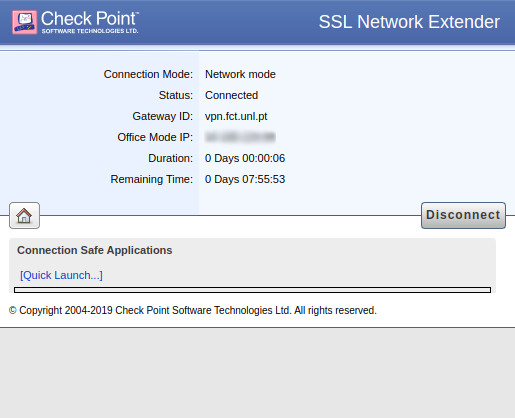 Check Point™
SOFTWARE TECHNOLOGIES LTD.
SSL Network Extender
Connection Mode: Network mode
Status: Connected
Gateway ID: vpn.fct.unl.pt
Office Mode IP:
Duration: 0 Days 00:00:06
Remaining Time: 0 Days 07:55:53
Disconnect
Connection Safe Applications
[Quick Launch...]
© Copyright 2004-2019 Check Point Software Technologies Ltd. All rights reserved.